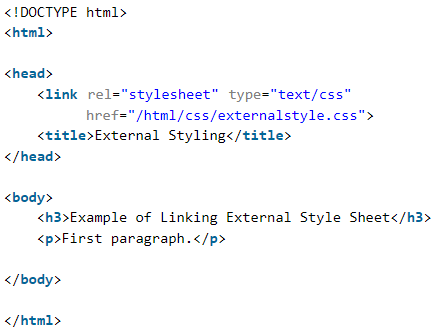 <!DOCTYPE html>
<html>
<head>
<link rel="stylesheet" type="text/css"
href="/html/css/externalstyle.css">
<title>External Styling</title>
</head>
<body>
<h3>Example of Linking External Style Sheet</h3>
<p>First paragraph.</p>
</body>
</html>